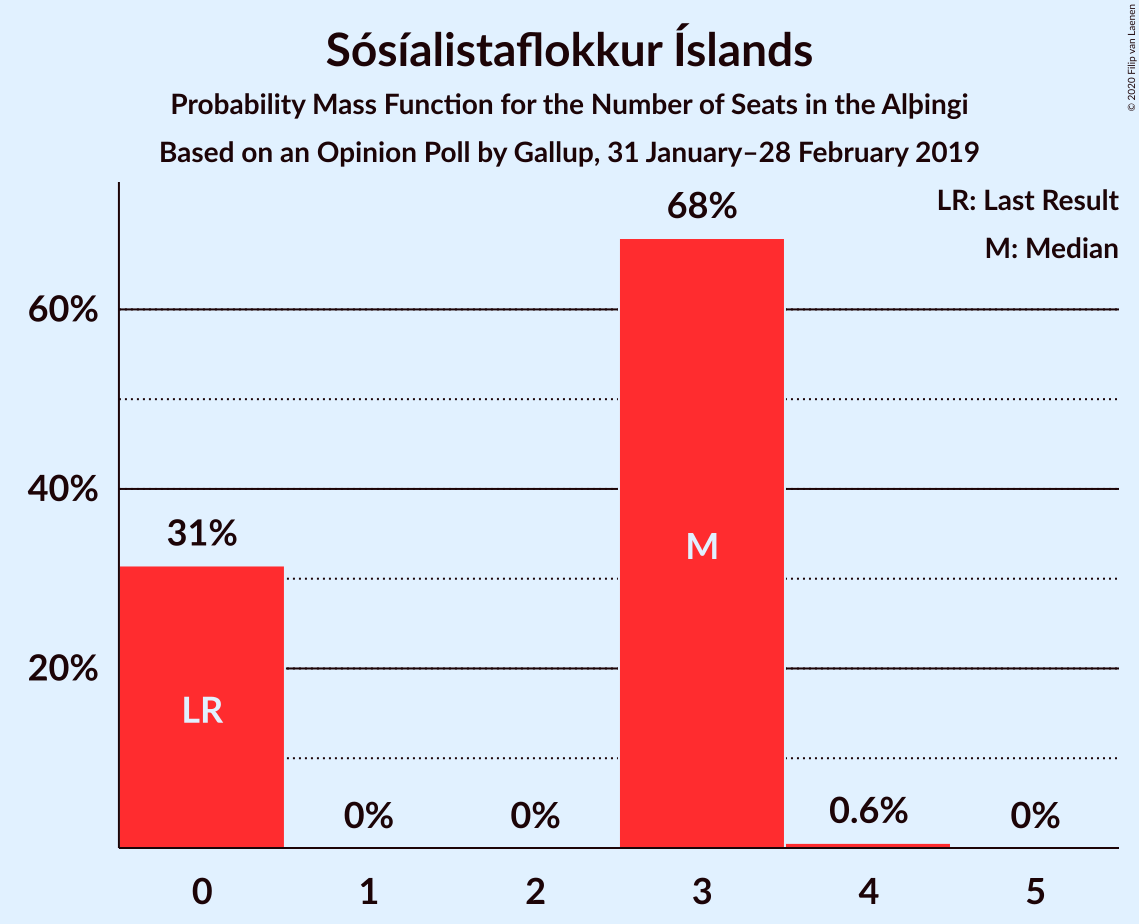 Sósíalistaflokkur Íslands
Probability Mass Function for the Number of Seats in the Alþingi
Based on an Opinion Poll by Gallup, 31 January–28 February 2019
© 2020 Filip van Laenen
LR: Last Result
M: Median
60%
40%
20%
31%
LR
0%
0%
68%
M
0.6%
0%
0
1
2
3
4
5